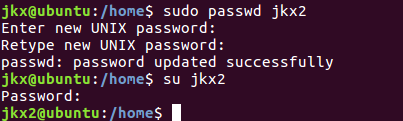 jkx@ubuntu:/home$ sudo passwd jkx2
Enter new UNIX password:
Retype new UNIX password:
passwd: password updated successfully
jkx@ubuntu:/home$ su jkx2
Password:
jkx2@ubuntu:/home$